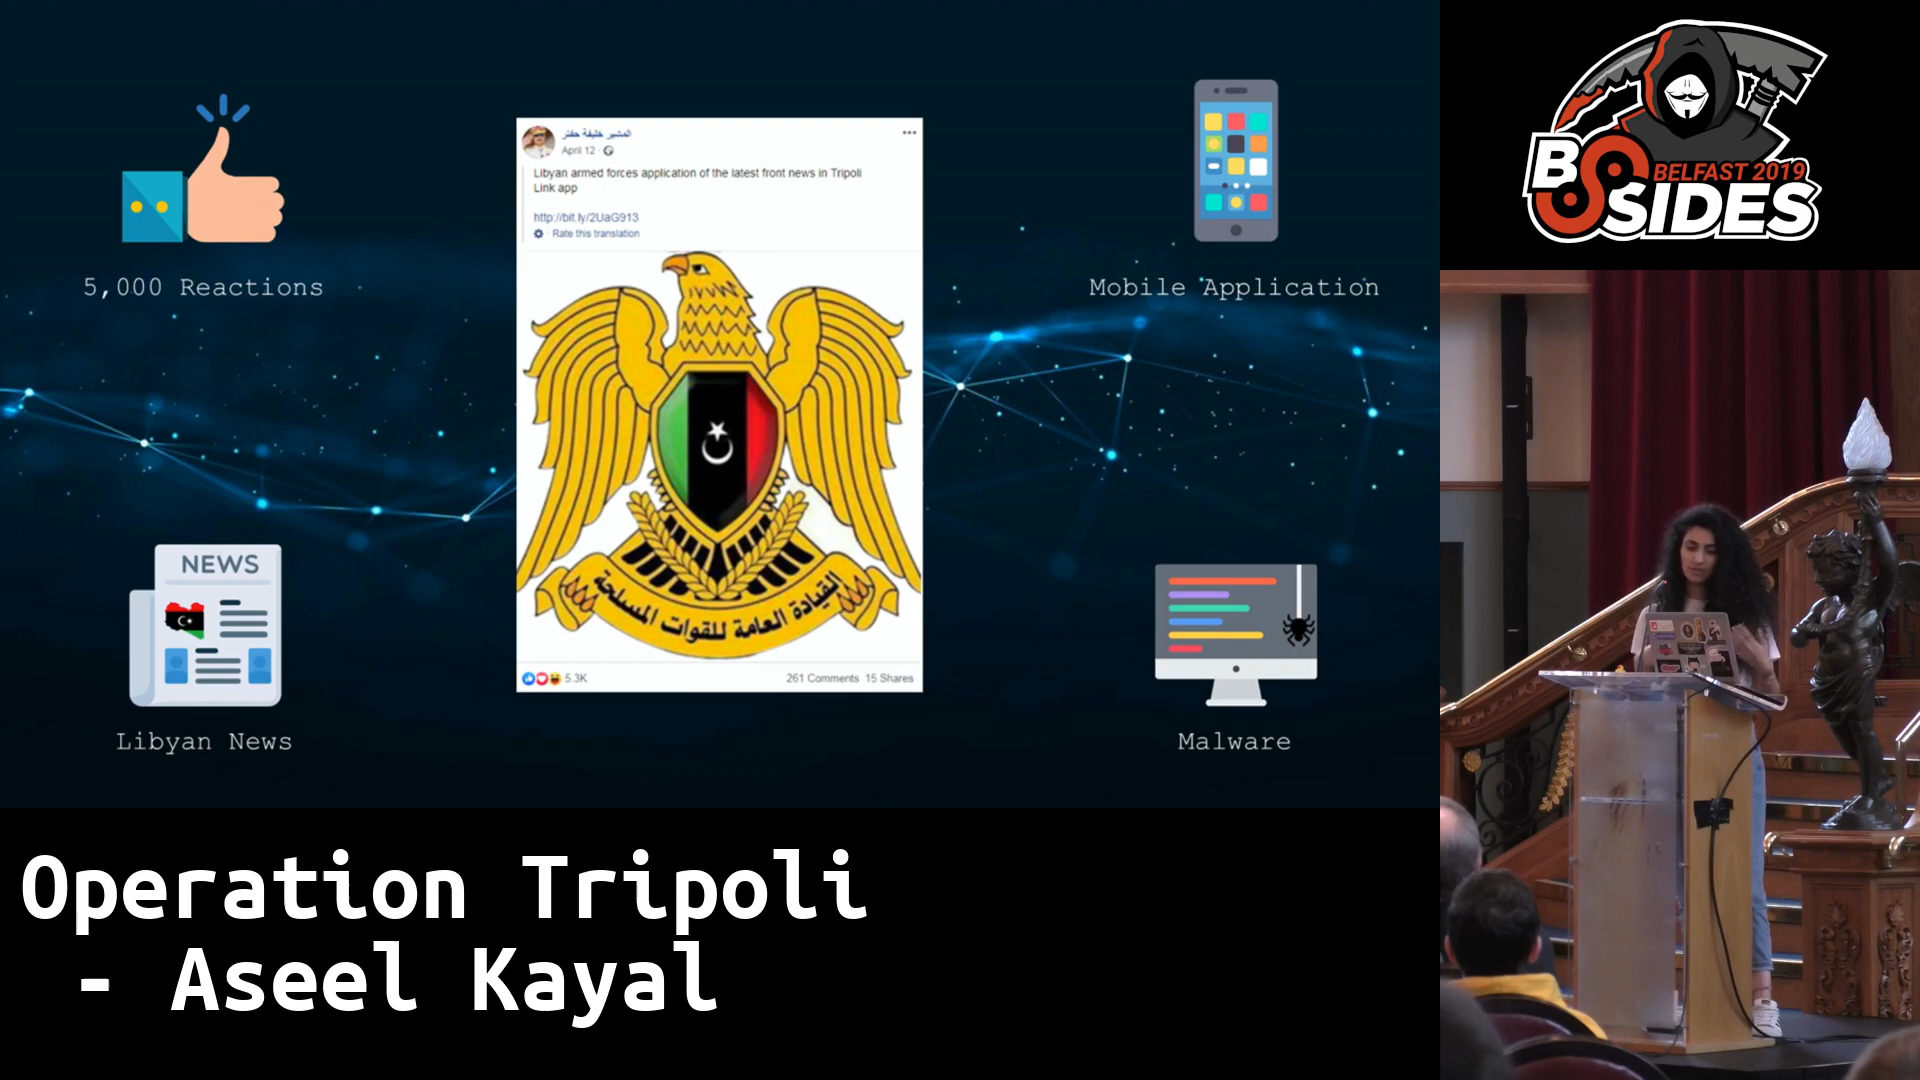 5,000 Reactions
المشير خليفة حفتر
April 12
Libyan armed forces application of the latest front news in Tripoli
Link app
http://bit.ly/2UaG913
Rate this translation
القيادة العامة للقوات المسلحة
5.3K
261 Comments 15 Shares
Mobile Application
NEWS
Libyan News
Malware
BSIDES
BELFAST 2019
Operation Tripoli
- Aseel Kayal